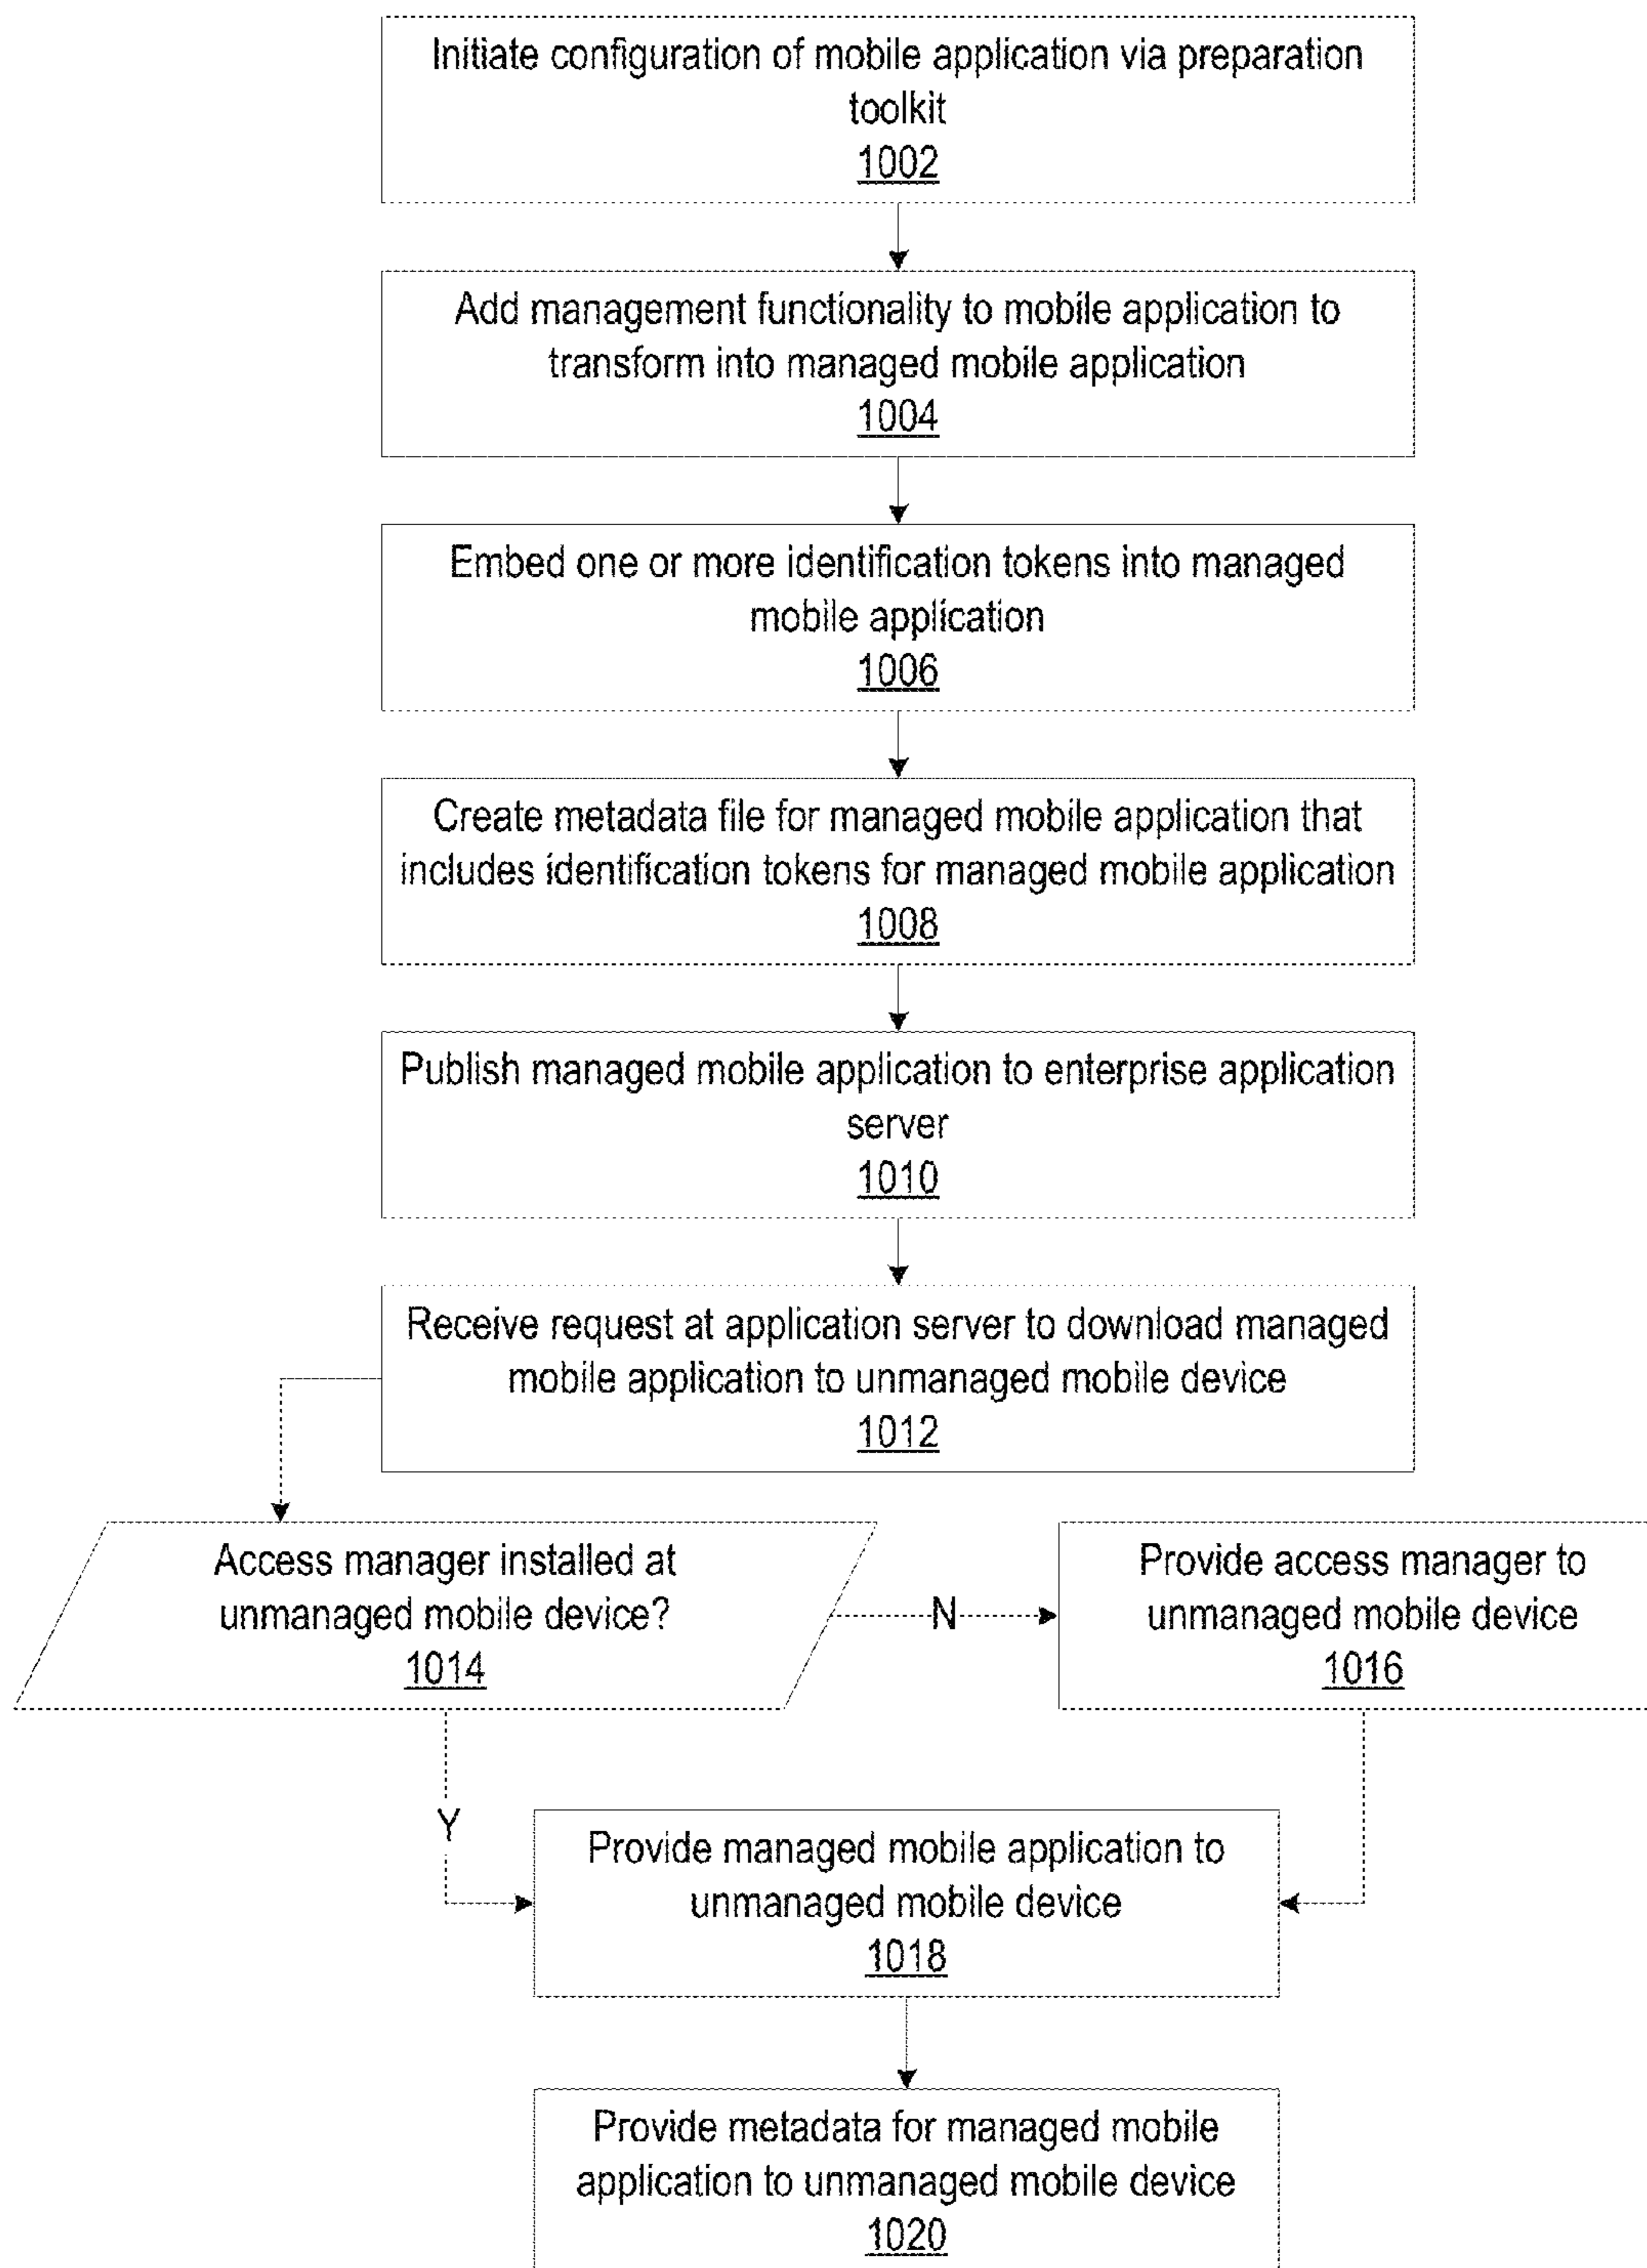 Initiate configuration of mobile application via preparation
toolkit
1002
Add management functionality to mobile application to
transform into managed mobile application
1004
Embed one or more identification tokens into managed
mobile application
1006
Create metadata file for managed mobile application that
includes identification tokens for managed mobile application
1008
Publish managed mobile application to enterprise application
server
1010
Receive request at application server to download managed
mobile application to unmanaged mobile device
1012
Access manager installed at
unmanaged mobile device?
1014
N
Provide access manager to
unmanaged mobile device
1016
Y
Provide managed mobile application to
unmanaged mobile device
1018
Provide metadata for managed mobile
application to unmanaged mobile device
1020